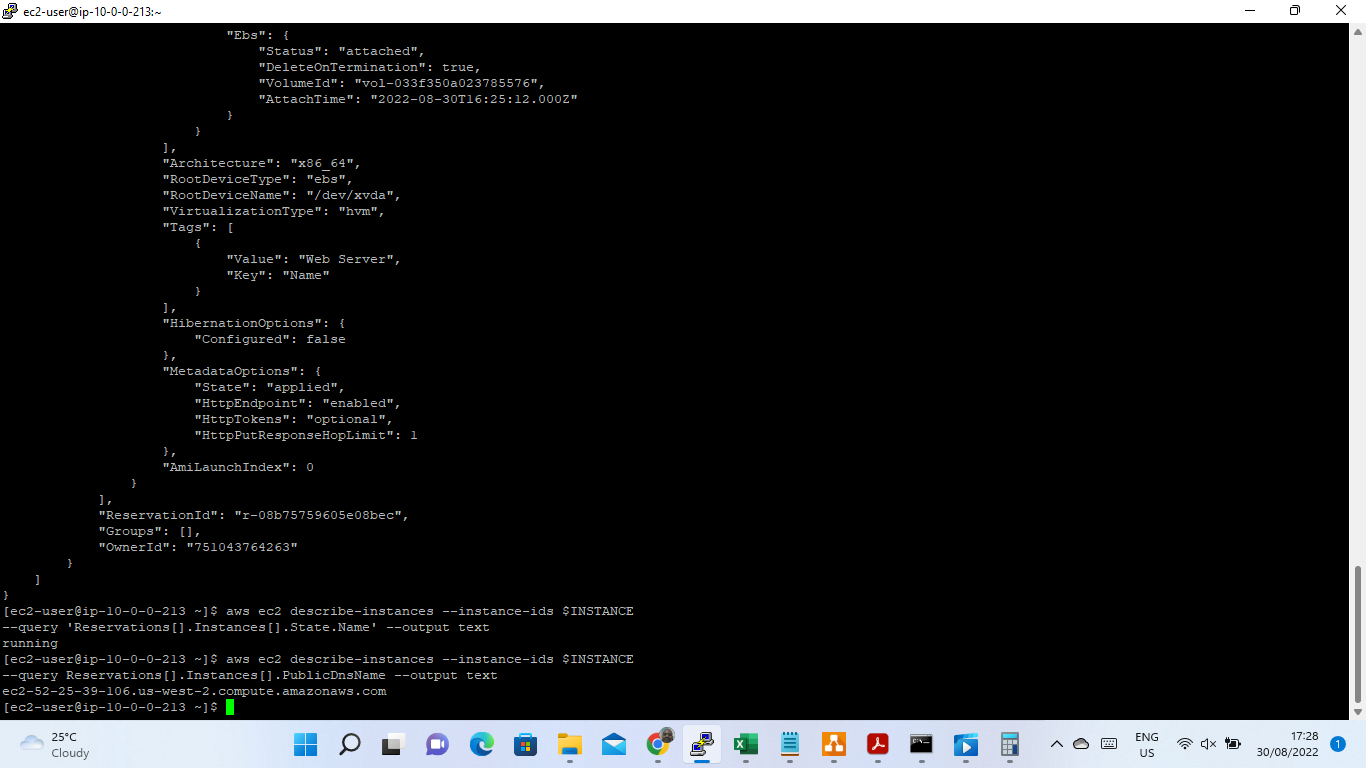 ec2-user@ip-10-0-0-213:~
"Ebs": {
"Status": "attached",
"DeleteOnTermination": true,
"VolumeId": "vol-033f350a023785576",
"AttachTime": "2022-08-30T16:25:12.000Z"
}
}
],
"Architecture": "x86_64",
"RootDeviceType": "ebs",
"RootDeviceName": "/dev/xvda",
"VirtualizationType": "hvm",
"Tags": [
{
"Value": "Web Server",
"Key": "Name"
}
],
"HibernationOptions": {
"Configured": false
},
"MetadataOptions": {
"State": "applied",
"HttpEndpoint": "enabled",
"HttpTokens": "optional",
"HttpPutResponseHopLimit": 1
},
"AmiLaunchIndex": 0
}
],
"ReservationId": "r-08b75759605e08bec",
"Groups": [],
"OwnerId": "751043764263"
}
]
}
[ec2-user@ip-10-0-0-213 ~]$ aws ec2 describe-instances --instance-ids $INSTANCE
--query 'Reservations[].Instances[].State.Name' --output text
running
[ec2-user@ip-10-0-0-213 ~]$ aws ec2 describe-instances --instance-ids $INSTANCE
--query Reservations[].Instances[].PublicDnsName --output text
ec2-52-25-39-106.us-west-2.compute.amazonaws.com
[ec2-user@ip-10-0-0-213 ~]$
25°C
Cloudy
ENG
US
17:28
30/08/2022
1